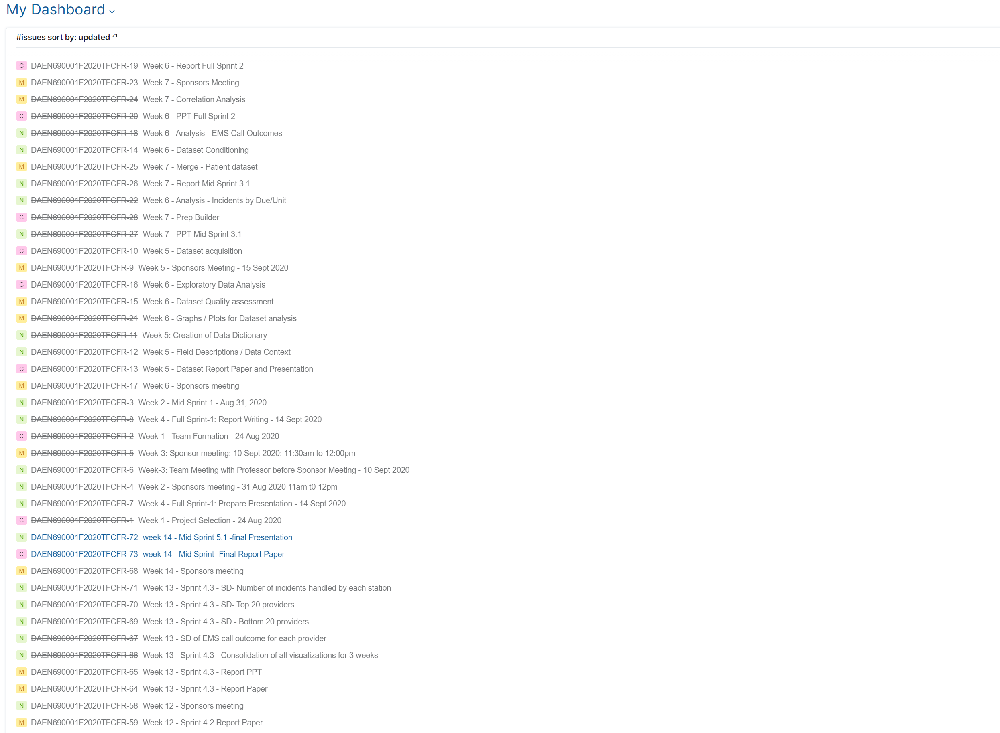 My Dashboard
#issues sort by: updated 71
C DAEN690001F2020TFCFR-19 Week 6 - Report Full Sprint 2
M DAEN690001F2020TFCFR-23 Week 7 - Sponsors Meeting
M DAEN690001F2020TFCFR-24 Week 7 - Correlation Analysis
C DAEN690001F2020TFCFR-20 Week 6 - PPT Full Sprint 2
N DAEN690001F2020TFCFR-18 Week 6 - Analysis - EMS Call Outcomes
N DAEN690001F2020TFCFR-14 Week 6 - Dataset Conditioning
M DAEN690001F2020TFCFR-25 Week 7 - Merge - Patient dataset
N DAEN690001F2020TFCFR-26 Week 7 - Report Mid Sprint 3.1
N DAEN690001F2020TFCFR-22 Week 6 - Analysis - Incidents by Due/Unit
C DAEN690001F2020TFCFR-28 Week 7 - Prep Builder
N DAEN690001F2020TFCFR-27 Week 7 - PPT Mid Sprint 3.1
C DAEN690001F2020TFCFR-10 Week 5 - Dataset acquisition
M DAEN690001F2020TFCFR-9 Week 5 - Sponsors Meeting - 15 Sept 2020
C DAEN690001F2020TFCFR-16 Week 6 - Exploratory Data Analysis
M DAEN690001F2020TFCFR-15 Week 6 - Dataset Quality assessment
M DAEN690001F2020TFCFR-21 Week 6 - Graphs / Plots for Dataset analysis
N DAEN690001F2020TFCFR-11 Week 5: Creation of Data Dictionary
N DAEN690001F2020TFCFR-12 Week 5 - Field Descriptions / Data Context
C DAEN690001F2020TFCFR-13 Week 5 - Dataset Report Paper and Presentation
M DAEN690001F2020TFCFR-17 Week 6 - Sponsors meeting
N DAEN690001F2020TFCFR-3 Week 2 - Mid Sprint 1 - Aug 31, 2020
N DAEN690001F2020TFCFR-8 Week 4 - Full Sprint-1: Report Writing - 14 Sept 2020
C DAEN690001F2020TFCFR-2 Week 1 - Team Formation - 24 Aug 2020
M DAEN690001F2020TFCFR-5 Week-3: Sponsor meeting: 10 Sept 2020: 11:30am to 12:00pm
N DAEN690001F2020TFCFR-6 Week-3: Team Meeting with Professor before Sponsor Meeting - 10 Sept 2020
N DAEN690001F2020TFCFR-4 Week 2 - Sponsors meeting - 31 Aug 2020 11am t0 12pm
N DAEN690001F2020TFCFR-7 Week 4 - Full Sprint-1: Prepare Presentation - 14 Sept 2020
C DAEN690001F2020TFCFR-1 Week 1 - Project Selection - 24 Aug 2020
N DAEN690001F2020TFCFR-72 week 14 - Mid Sprint 5.1 -final Presentation
C DAEN690001F2020TFCFR-73 week 14 - Mid Sprint -Final Report Paper
M DAEN690001F2020TFCFR-68 Week 14 - Sponsors meeting
N DAEN690001F2020TFCFR-71 Week 13 - Sprint 4.3 - SD- Number of incidents handled by each station
N DAEN690001F2020TFCFR-70 Week 13 - Sprint 4.3 - SD- Top 20 providers
N DAEN690001F2020TFCFR-69 Week 13 - Sprint 4.3 - SD - Bottom 20 providers
N DAEN690001F2020TFCFR-67 Week 13 - SD of EMS call outcome for each provider
N DAEN690001F2020TFCFR-66 Week 13 - Sprint 4.3 - Consolidation of all visualizations for 3 weeks
M DAEN690001F2020TFCFR-65 Week 13 - Sprint 4.3 - Report PPT
M DAEN690001F2020TFCFR-64 Week 13 - Sprint 4.3 - Report Paper
N DAEN690001F2020TFCFR-58 Week 12 - Sponsors meeting
M DAEN690001F2020TFCFR-59 Week 12 - Sprint 4.2 Report Paper